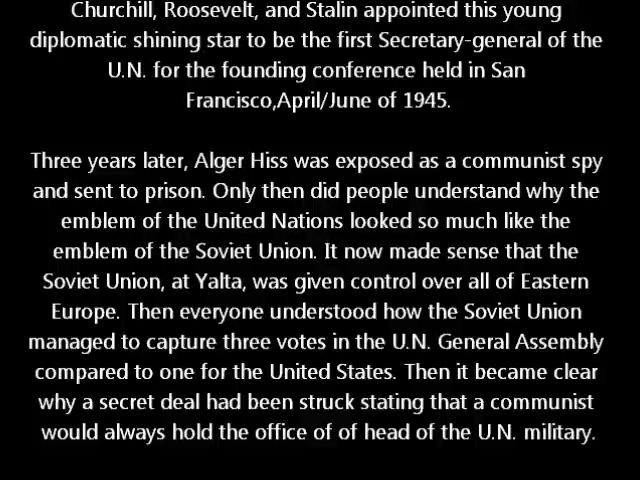 Churchill, Roosevelt, and Stalin appointed this young
diplomatic shining star to be the first Secretary-general of the
U.N. for the founding conference held in San
Francisco,April/June of 1945.
Three years later, Alger Hiss was exposed as a communist spy
and sent to prison. Only then did people understand why the
emblem of the United Nations looked so much like the
emblem of the Soviet Union. It now made sense that the
Soviet Union, at Yalta, was given control over all of Eastern
Europe. Then everyone understood how the Soviet Union
managed to capture three votes in the U.N. General Assembly
compared to one for the United States. Then it became clear
why a secret deal had been struck stating that a communist
would always hold the office of of head of the U.N. military.